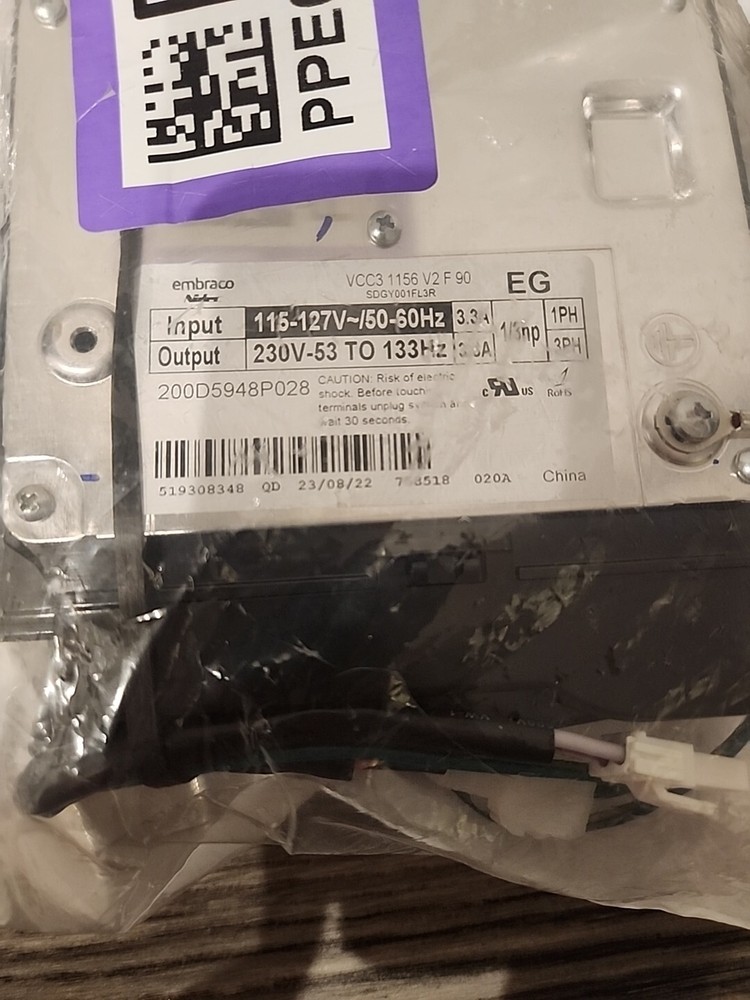 embraco
VCC3 1156 V2 F 90
EG
SDGY001FL3R
Input 115-127V~/50-60Hz 3.3A 1PH
Output 230V-53 TO 133Hz 3PH
200D5948P028
CAUTION: Risk of electric
shock. Before touch
terminals unplug
wait 30 seconds.
c US
RoHS
519308348 QD 23/08/22 020A China